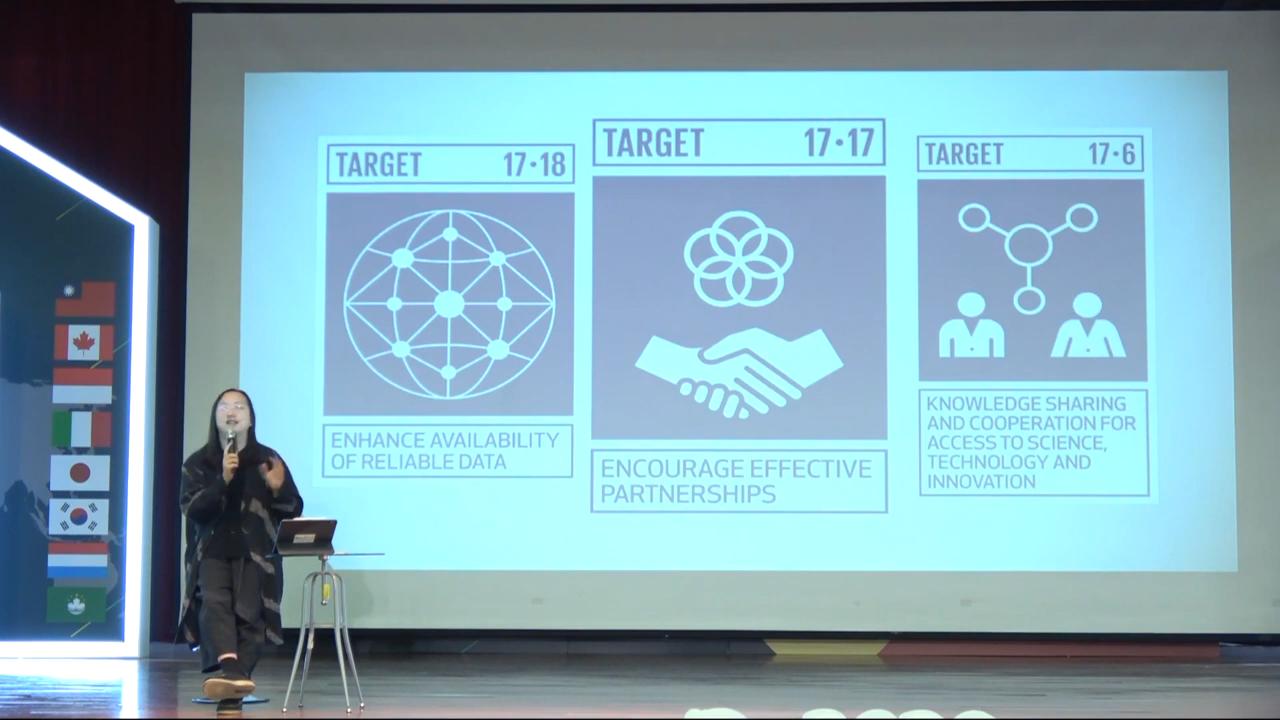 TARGET 17·18
ENHANCE AVAILABILITY
OF RELIABLE DATA
TARGET 17·17
ENCOURAGE EFFECTIVE
PARTNERSHIPS
TARGET 17·6
KNOWLEDGE SHARING
AND COOPERATION FOR
ACCESS TO SCIENCE,
TECHNOLOGY AND
INNOVATION